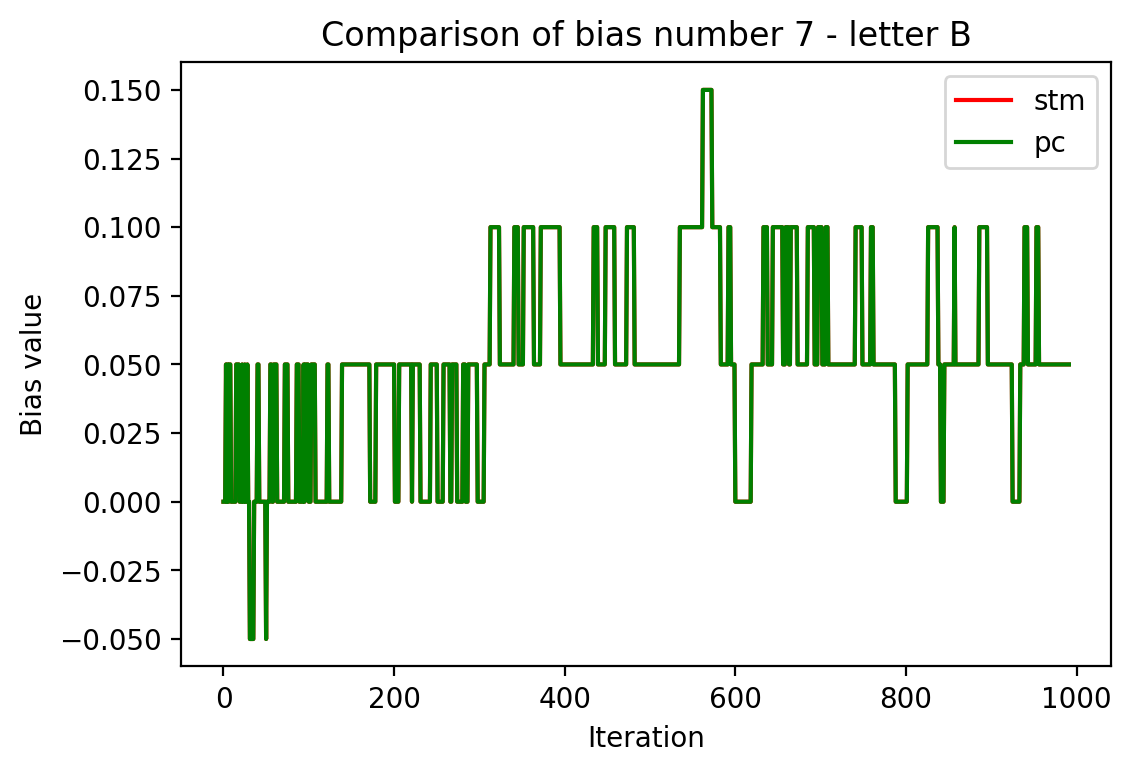 Comparison of bias number 7 - letter B
stm
pc
0.150
0.125
0.100
0.075
0.050
0.025
0.000
−0.025
−0.050
Bias value
0 200 400 600 800 1000
Iteration